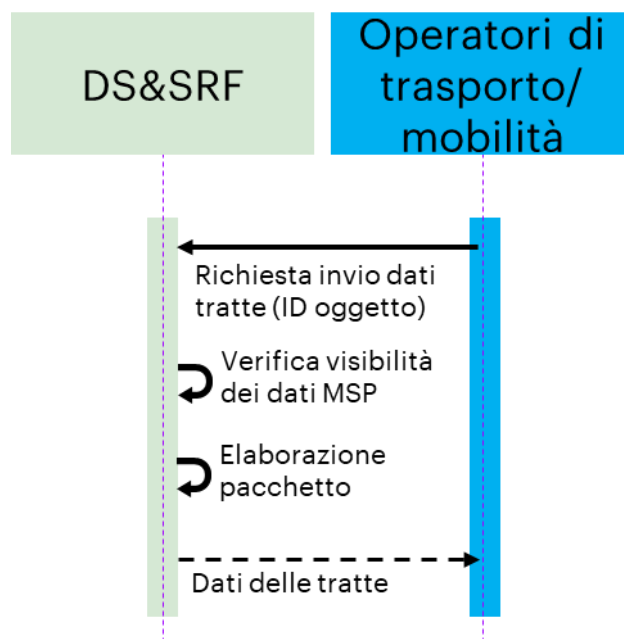 DS&SRF
Operatori di
trasporto/
mobilità
Richiesta invio dati
tratte (ID oggetto)
Verifica visibilità
dei dati MSP
Elaborazione
pacchetto
Dati delle tratte